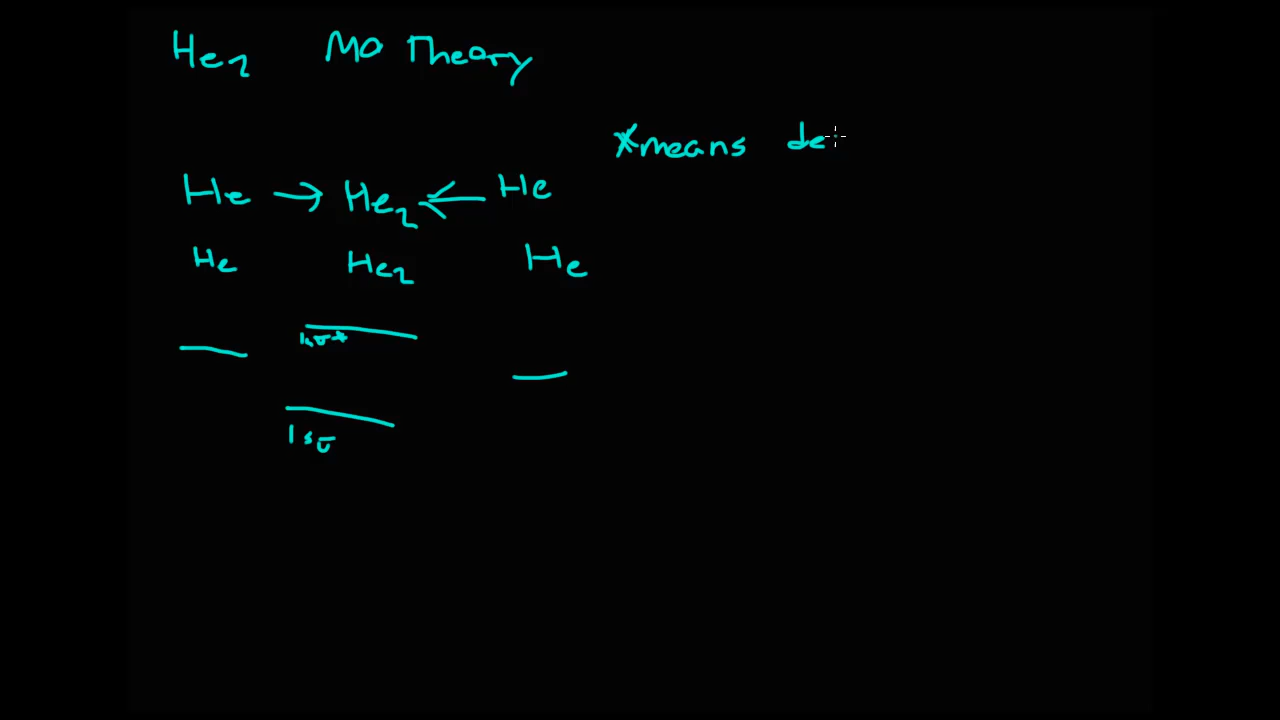 He₂ MO Theory
*means de
He → He₂ ← He
He He₂ He
1sσ*
1sσ